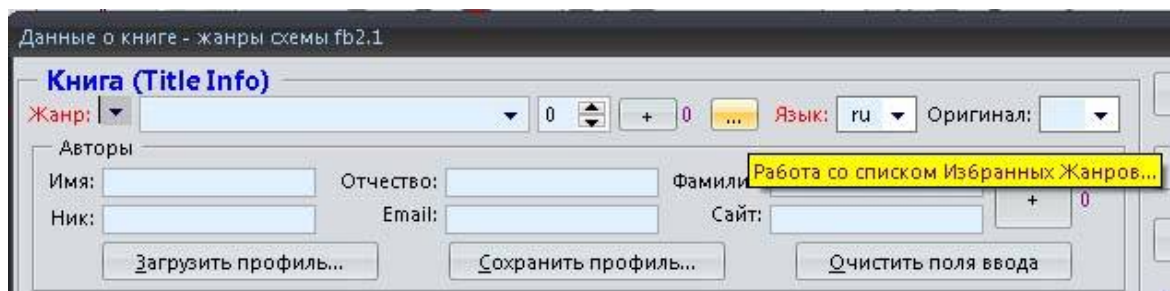 Данные о книге - жанры схемы fb2.1
Книга (Title Info)
Жанр: 0 + 0 ... Язык: ru Оригинал:
Авторы
Работа со списком Избранных Жанров...
Имя: Отчество: Фамили
Ник: Email: Сайт: + 0
Загрузить профиль... Сохранить профиль... Очистить поля ввода